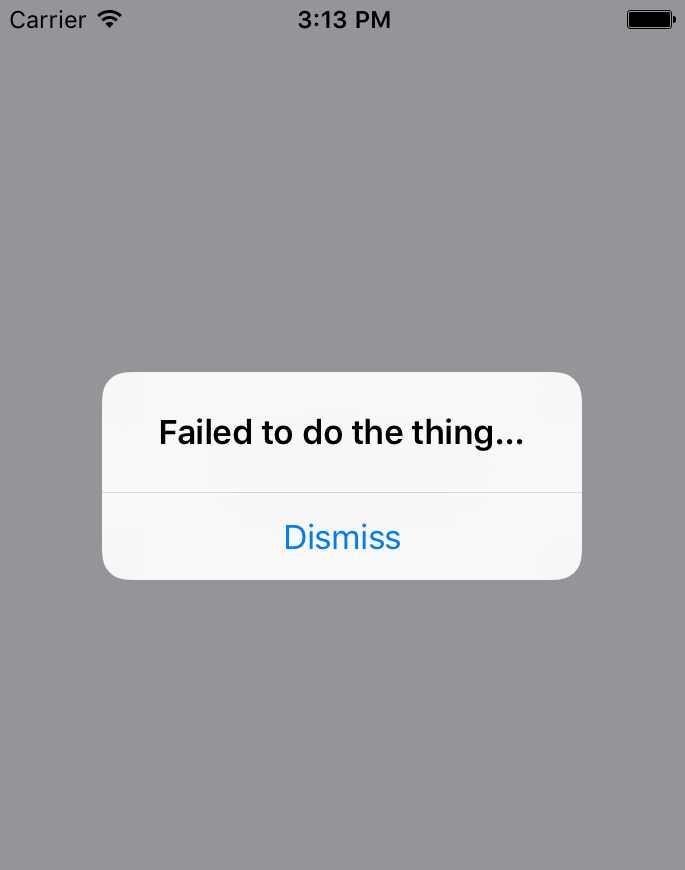 Carrier 3:13 PM
Failed to do the thing...
Dismiss